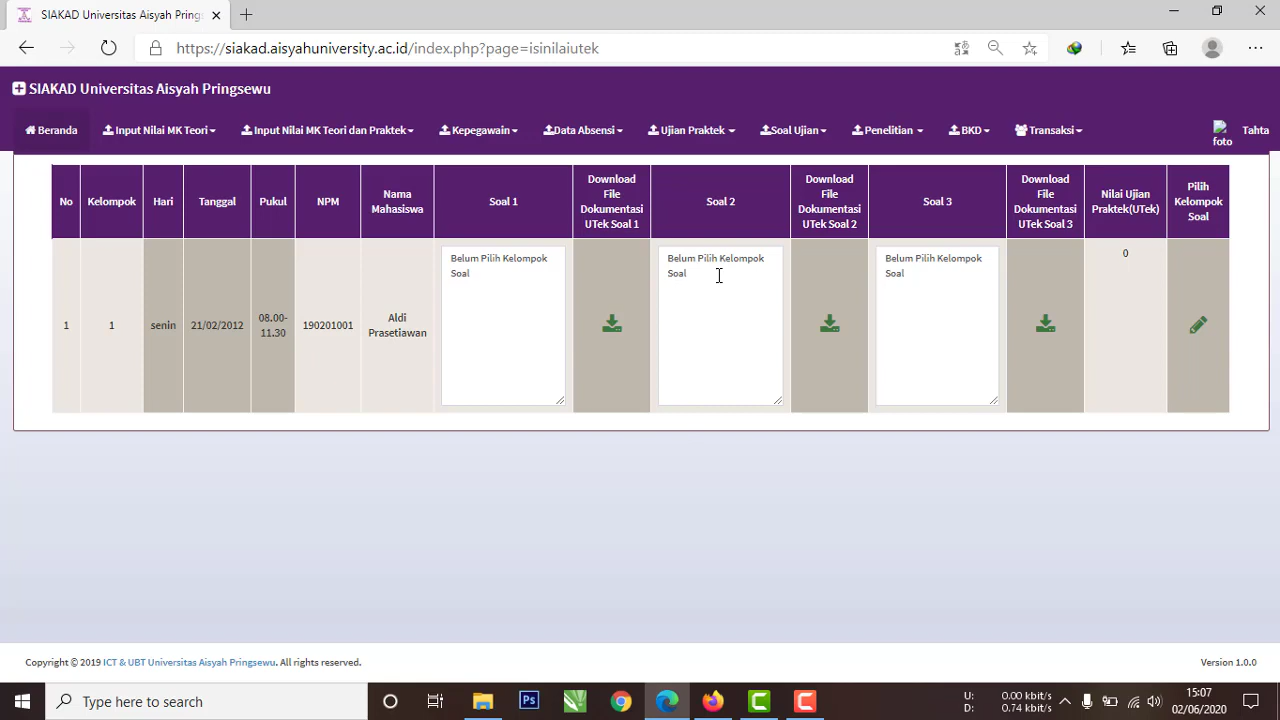 SIAKAD Universitas Aisyah Pring
https://siakad.aisyahuniversity.ac.id/index.php?page=isinilaiutek
SIAKAD Universitas Aisyah Pringsewu
Beranda
Input Nilai MK Teori
Input Nilai MK Teori dan Praktek
Kepegawain
Data Absensi
Ujian Praktek
Soal Ujian
Penelitian
BKD
Transaksi
foto
Tahta
No
Kelompok
Hari
Tanggal
Pukul
NPM
Nama
Mahasiswa
Soal 1
Download
File
Dokumentasi
UTek Soal 1
Soal 2
Download
File
Dokumentasi
UTek Soal 2
Soal 3
Download
File
Dokumentasi
UTek Soal 3
Nilai Ujian
Praktek(UTek)
Pilih
Kelompok
Soal
1
1
senin
21/02/2012
08.00-
11.30
190201001
Aldi
Prasetiawan
Belum Pilih Kelompok
Soal
Belum Pilih Kelompok
Soal
Belum Pilih Kelompok
Soal
0
Copyright © 2019 ICT & UBT Universitas Aisyah Pringsewu. All rights reserved.
Version 1.0.0
Type here to search
Ps
U: 0.00 kbit/s
D: 0.74 kbit/s
15:07
02/06/2020